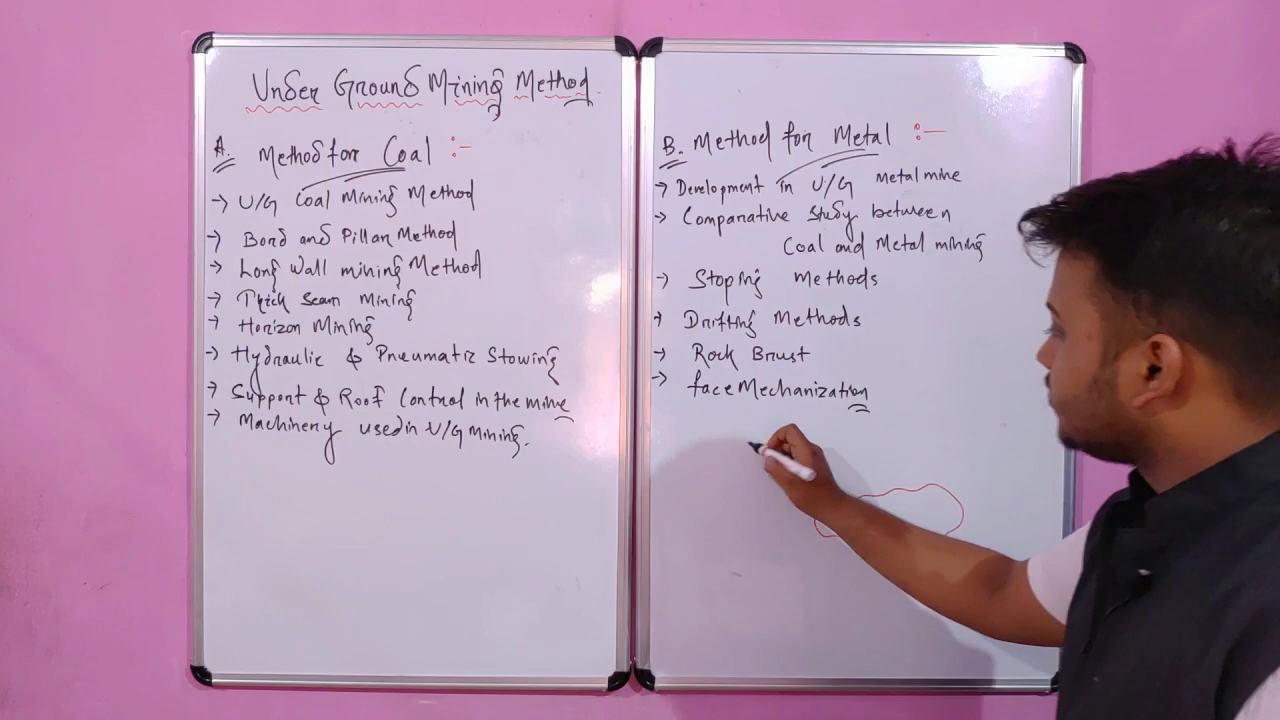 Under Ground Mining Method.
A. Method for Coal :-
→ U/G Coal Mining Method
→ Bord and Pillar Method
→ Long Wall mining Method
→ Thick seam Mining
→ Horizon Mining
→ Hydraulic & Pneumatic Stowing
→ Support & Roof Control in the mine
→ Machinery used in U/G Mining.
B. Method for Metal :-
→ Development in U/G Metal mine
→ Comparative study between
Coal and Metal mining
→ Stoping Methods
→ Drifting Methods
→ Rock Brust
→ face Mechanization